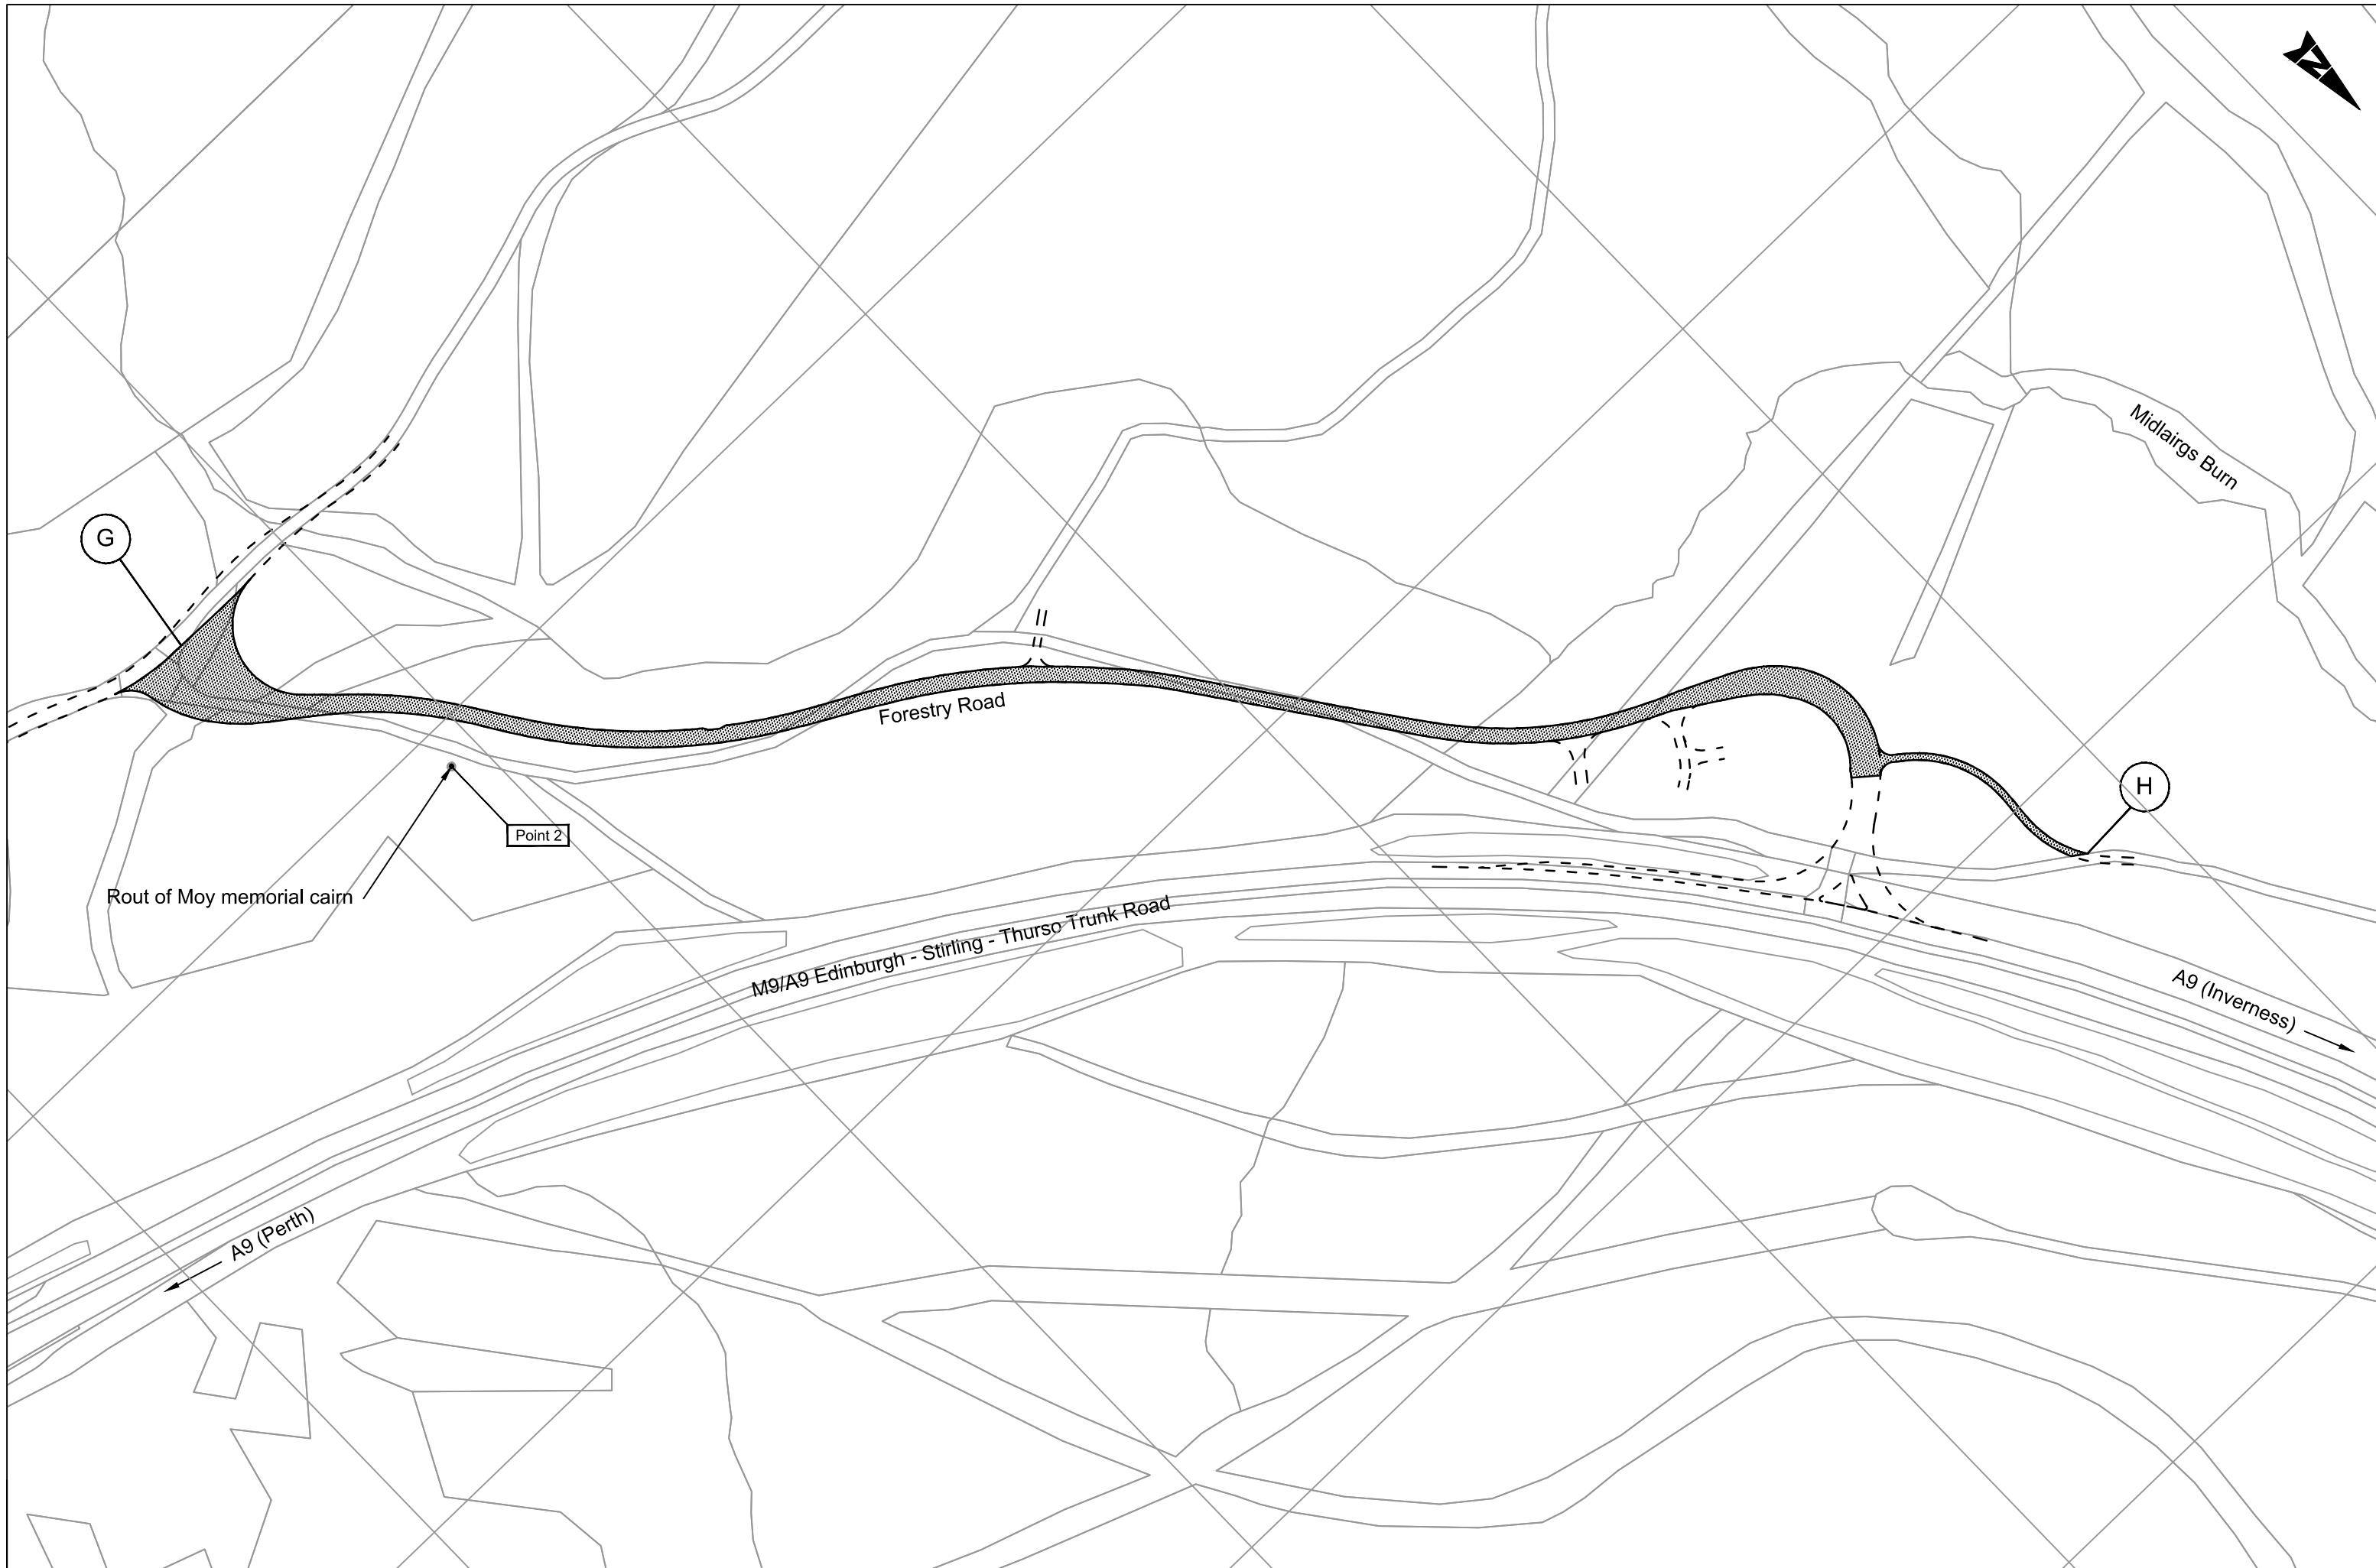 N
Midlairgs Burn
G
Forestry Road
H
Point 2
Rout of Moy memorial cairn
M9/A9 Edinburgh - Stirling - Thurso Trunk Road
A9 (Inverness)
A9 (Perth)